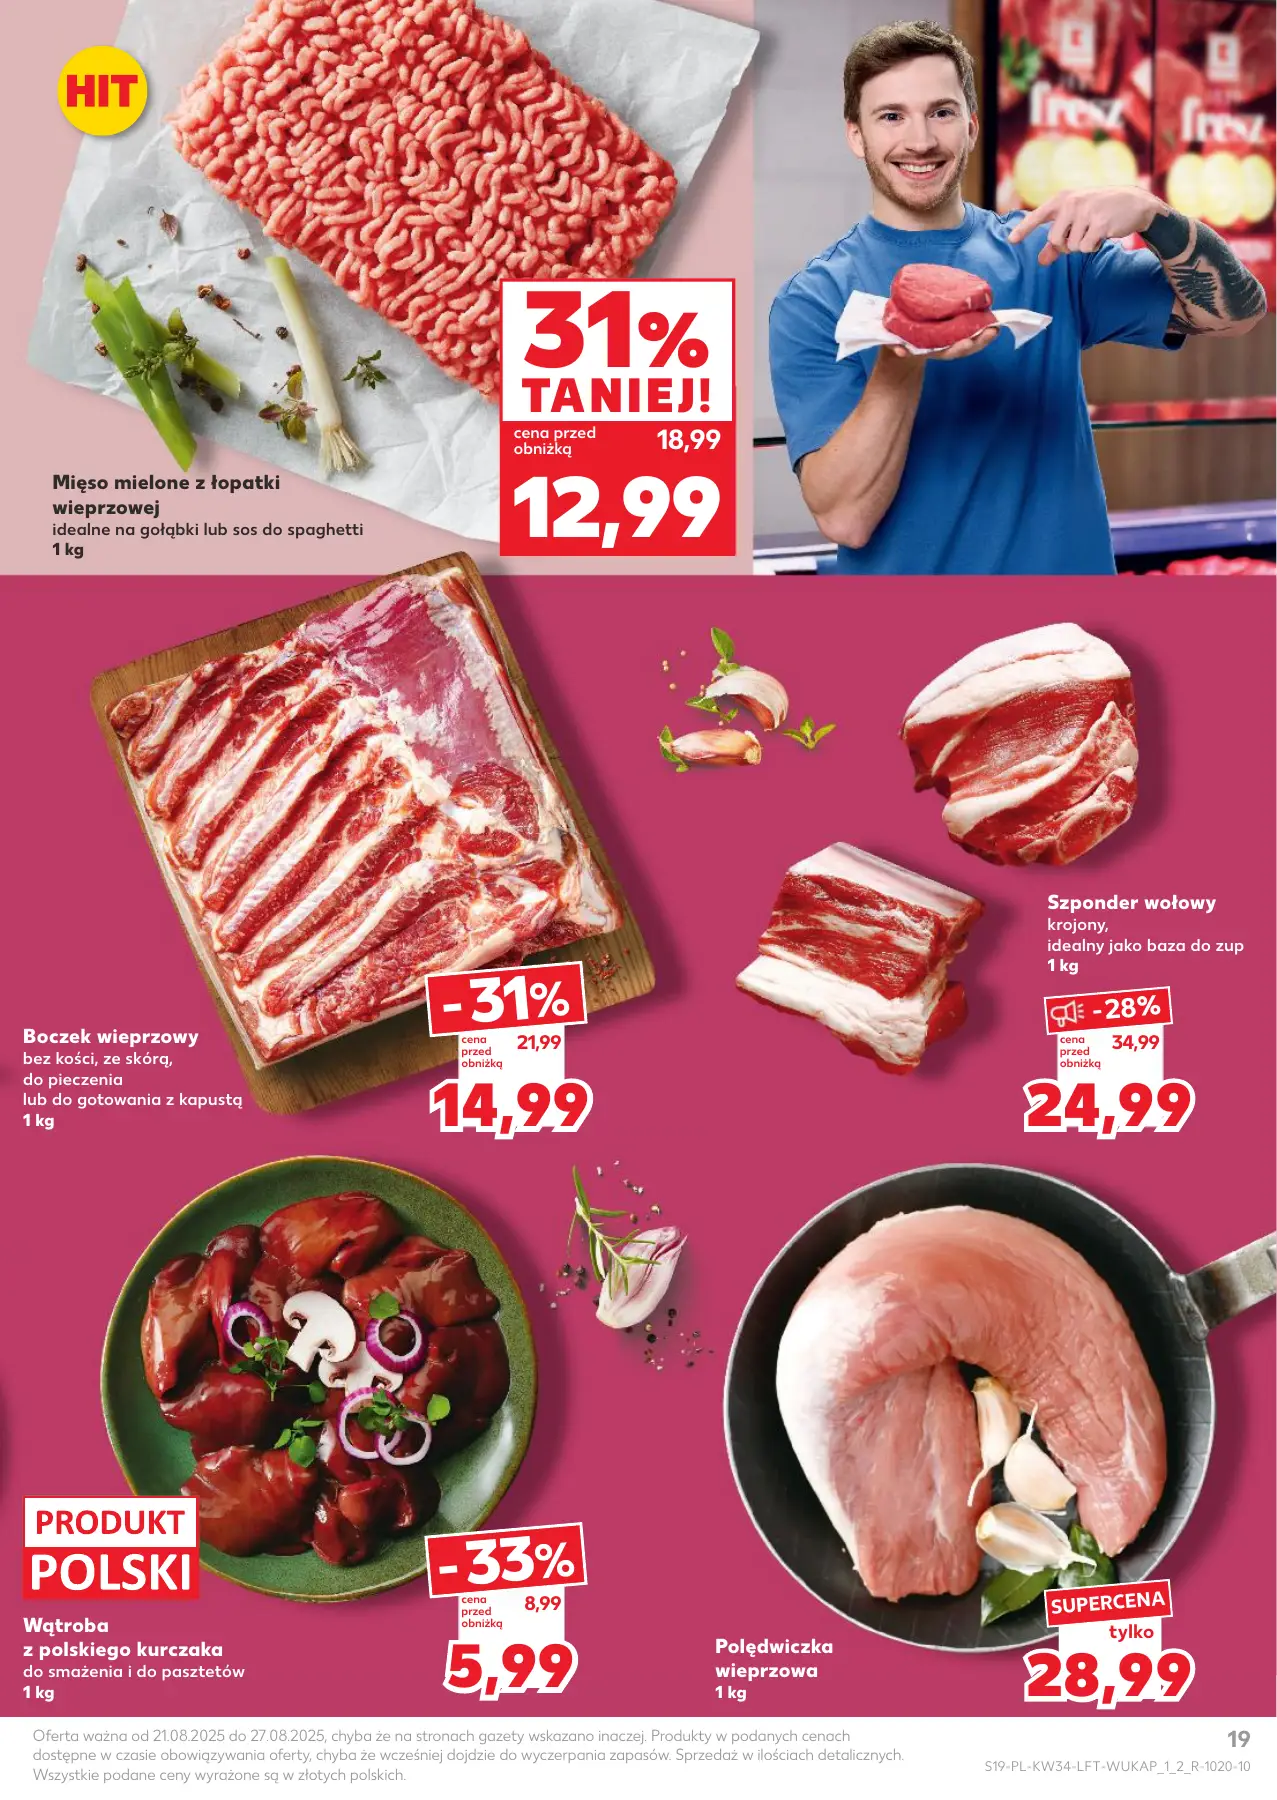 HIT
fresz
fresz
31%
TANIEJ!
cena przed
obniżką
18,99
12,99
Mięso mielone z łopatki
wieprzowej
idealne na gołąbki lub sos do spaghetti
1 kg
Szponder wołowy
krojony,
idealny jako baza do zup
1 kg
-28%
cena
przed
obniżką
34,99
24,99
Boczek wieprzowy
bez kości, ze skórą,
do pieczenia
lub do gotowania z kapustą
1 kg
-31%
cena
przed
obniżką
21,99
14,99
PRODUKT
POLSKI
Wątroba
z polskiego kurczaka
do smażenia i do pasztetów
1 kg
-33%
cena
przed
obniżką
8,99
5,99
Polędwiczka
wieprzowa
1 kg
SUPERCENA
tylko
28,99
Oferta ważna od 21.08.2025 do 27.08.2025, chyba że na stronach gazety wskazano inaczej. Produkty w podanych cenach
dostępne w czasie obowiązywania oferty, chyba że wcześniej dojdzie do wyczerpania zapasów. Sprzedaż w ilościach detalicznych.
Wszystkie podane ceny wyrażone są w złotych polskich.
19
S19-PL-KW34-LFT-WUKAP_1_2_R-1020-10